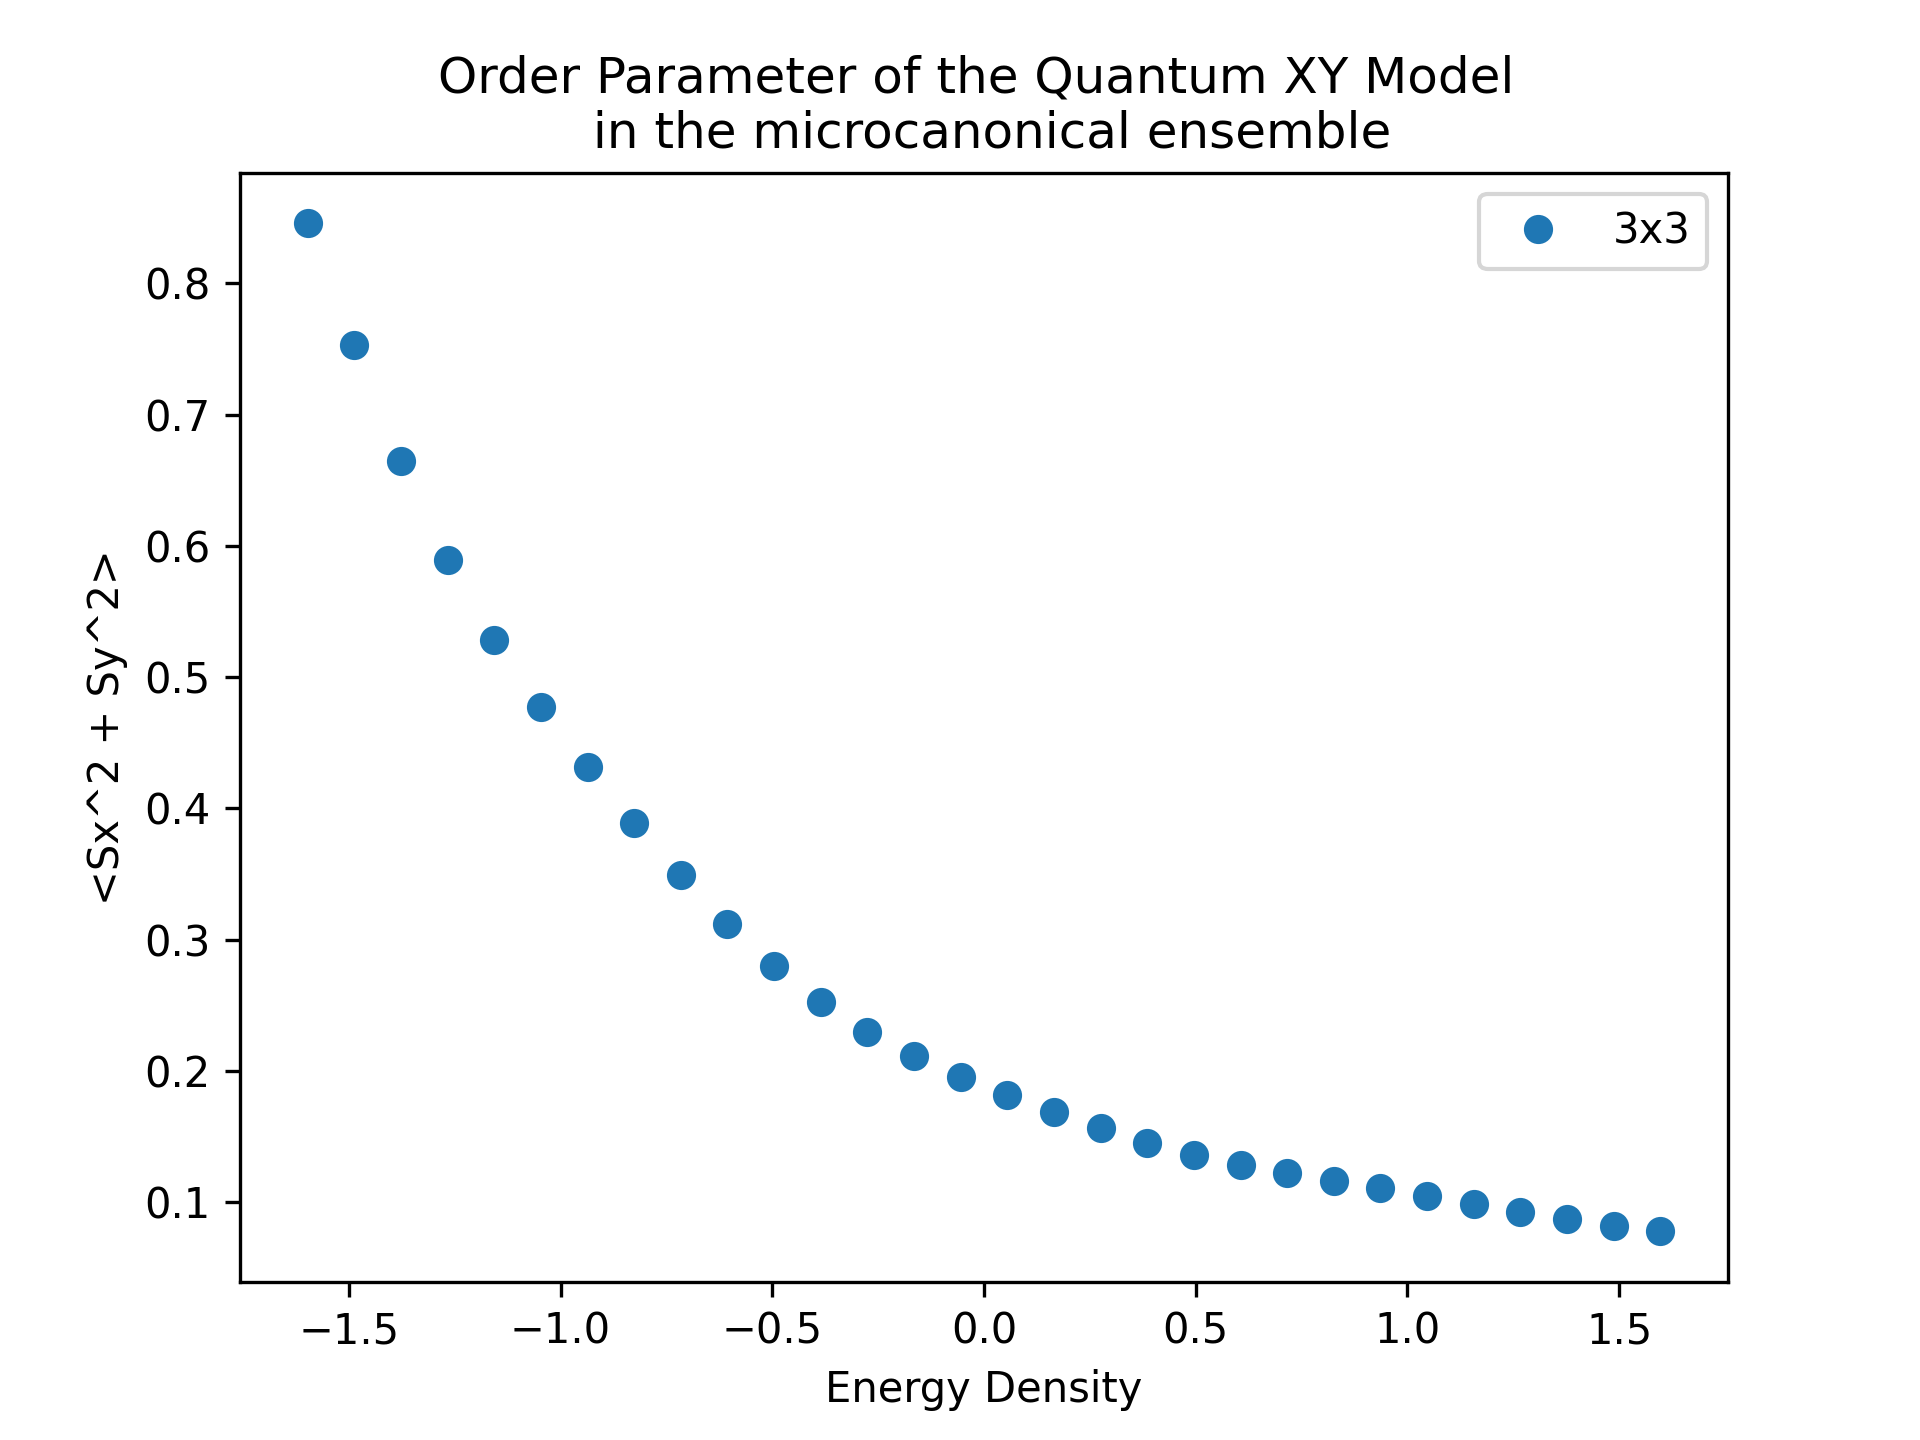 Order Parameter of the Quantum XY Model
in the microcanonical ensemble
3x3
<Sx^2 + Sy^2>
0.8
0.7
0.6
0.5
0.4
0.3
0.2
0.1
−1.5 −1.0 −0.5 0.0 0.5 1.0 1.5
Energy Density